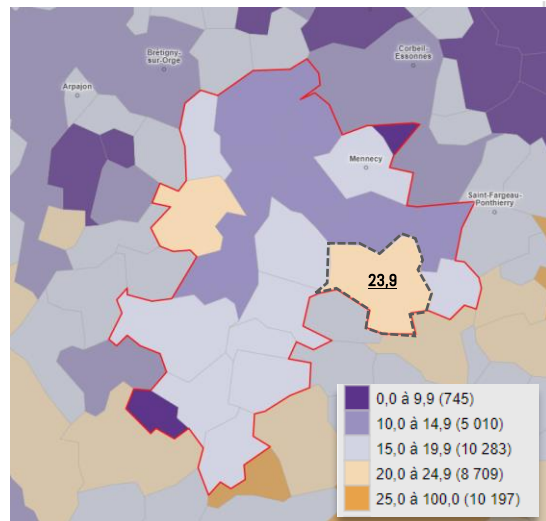 Brétigny-
sur-Orge
Corbeil-
Essonnes
Arpajon
Mennecy
Saint-Fargeau-
Ponthierry
23,9
0,0 à 9,9 (745)
10,0 à 14,9 (5 010)
15,0 à 19,9 (10 283)
20,0 à 24,9 (8 709)
25,0 à 100,0 (10 197)